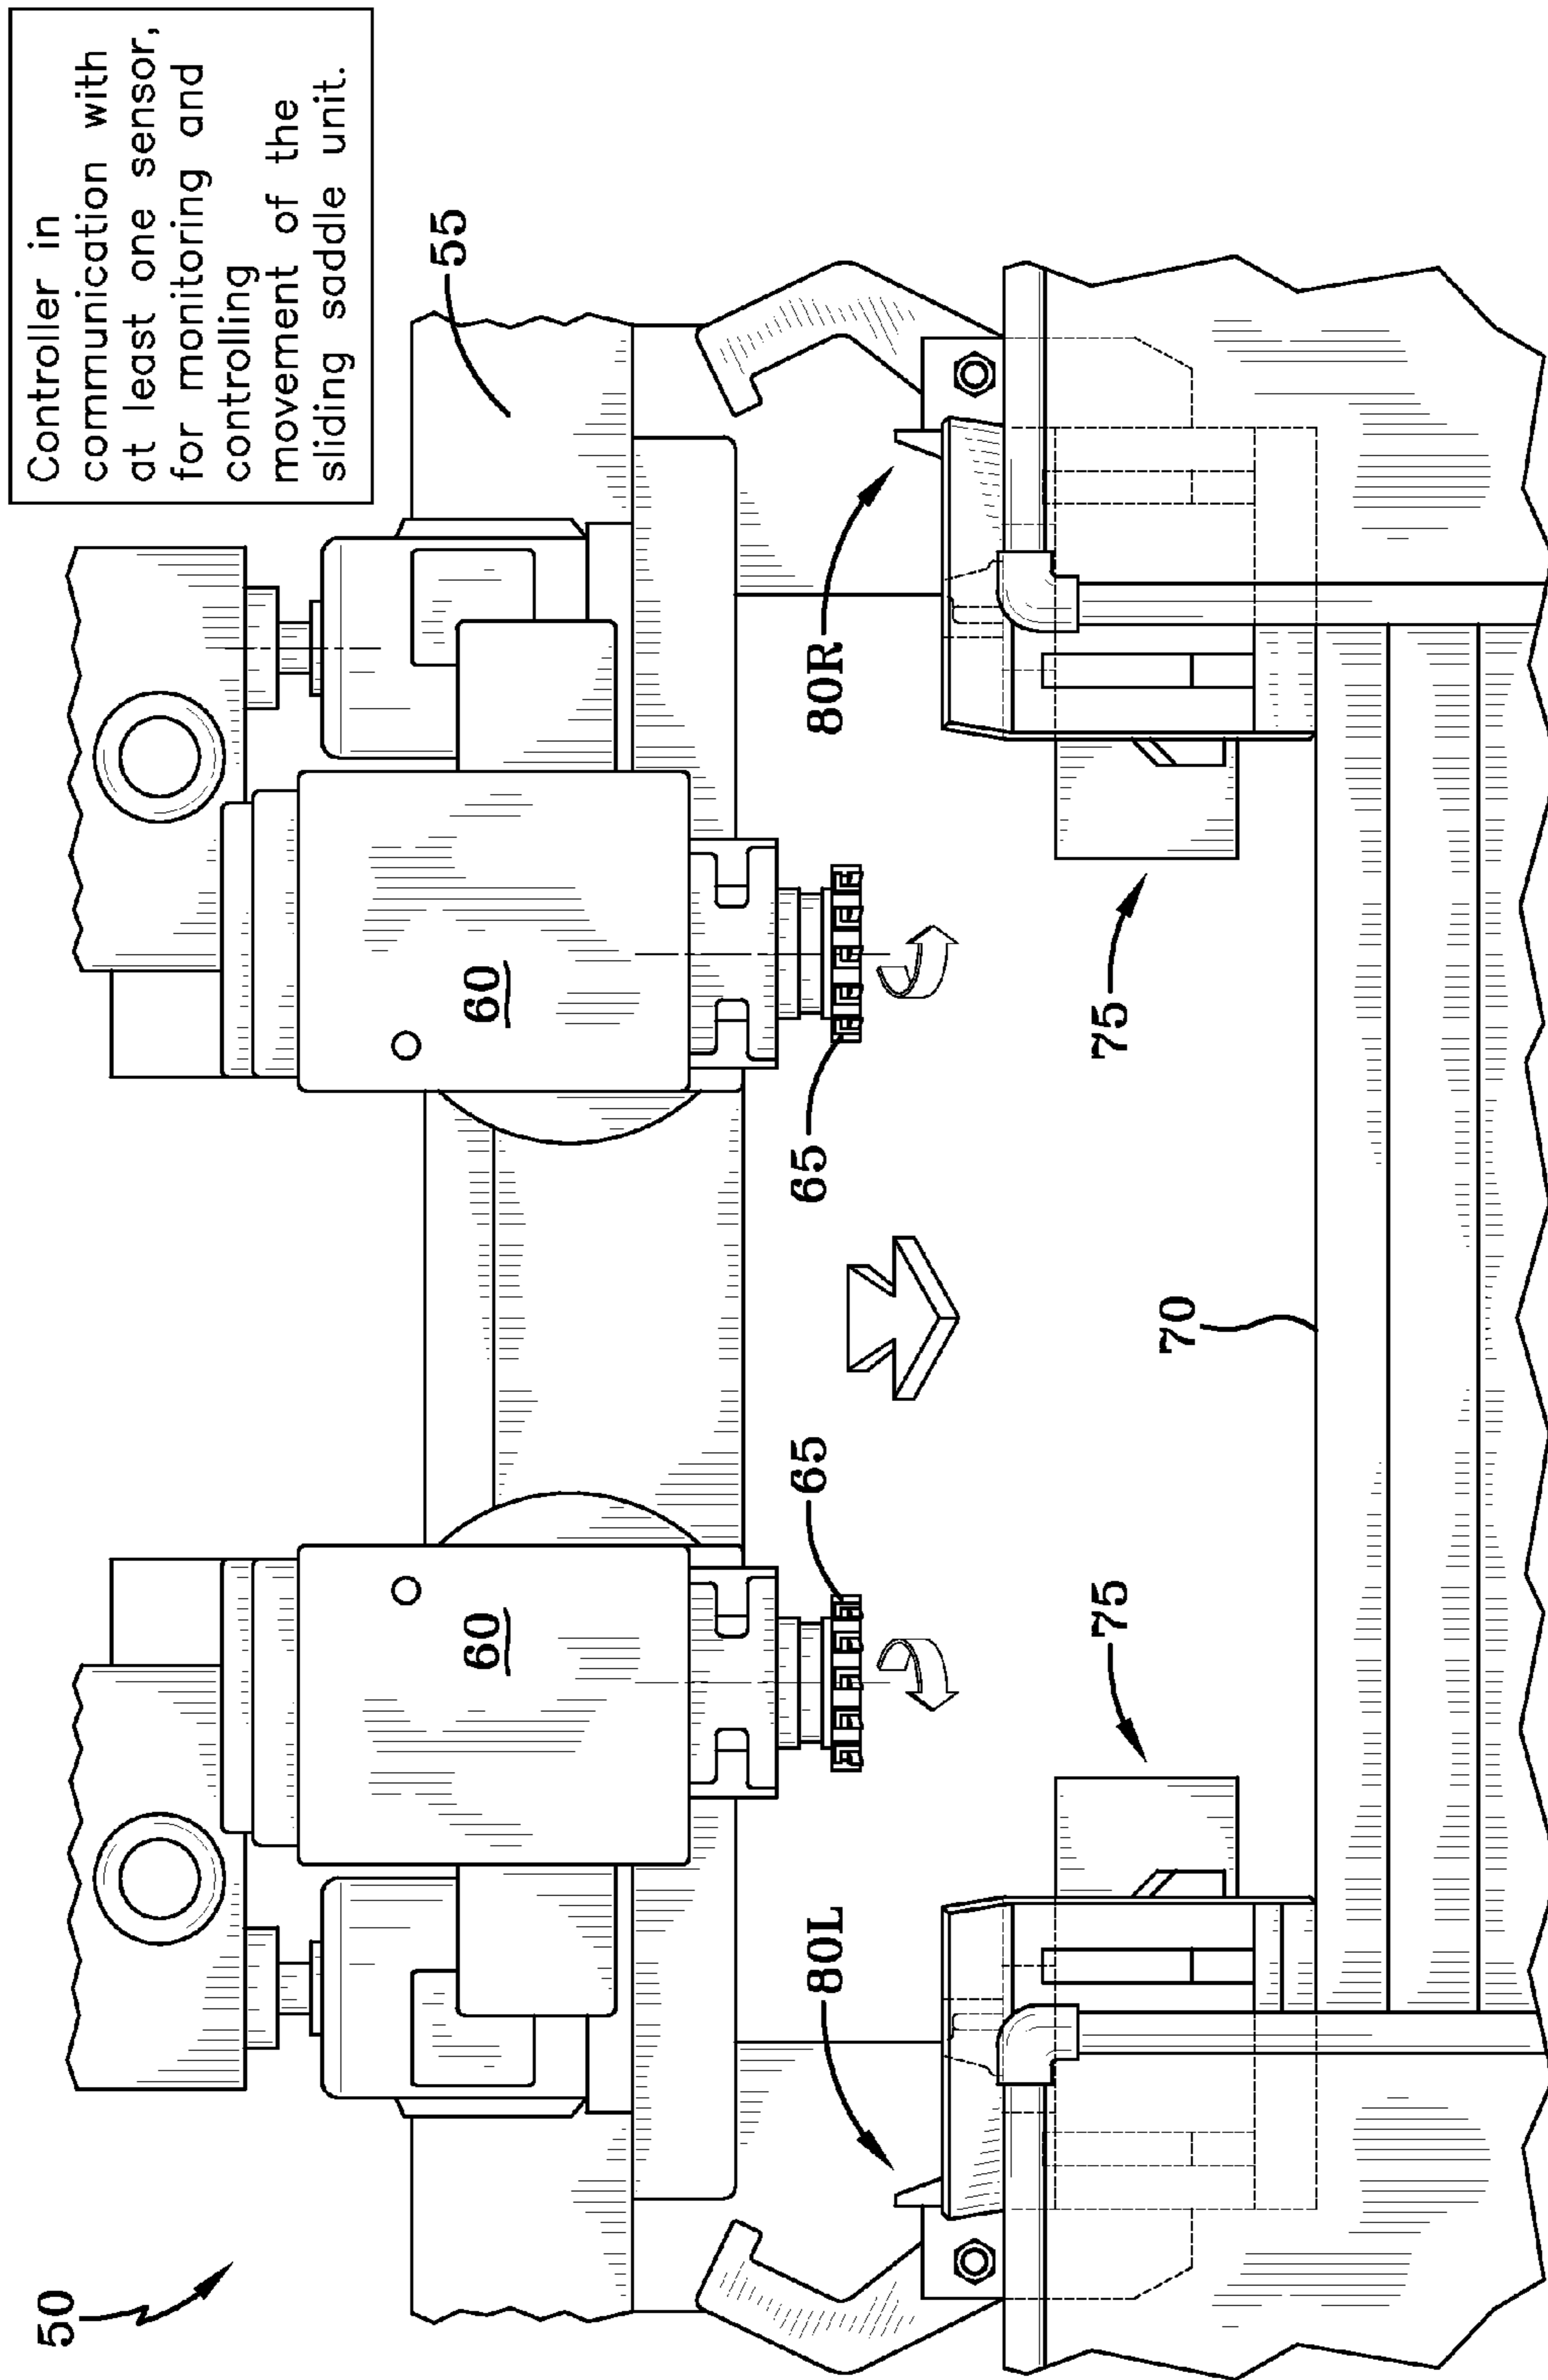 Controller in
communication with
at least one sensor,
for monitoring and
controlling
movement of the
sliding saddle unit.
50
55
60
60
65
65
80L
80R
75
75
70